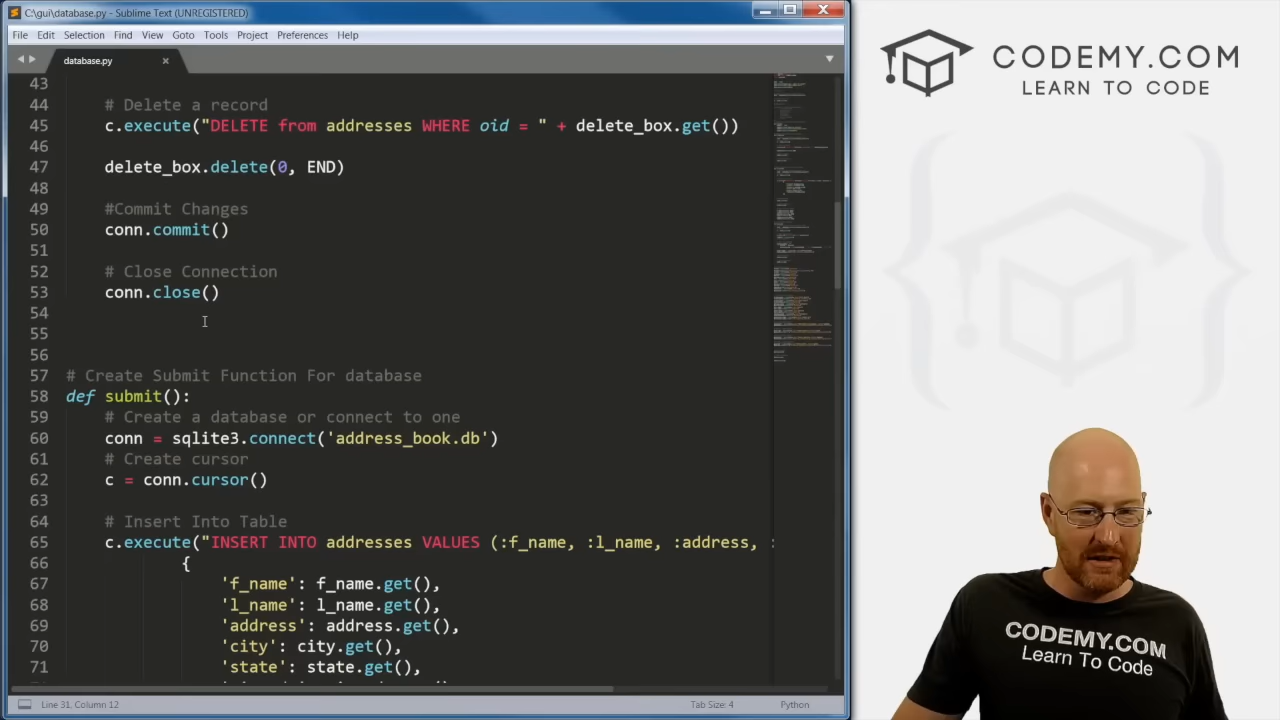 C:\gui\database.py - Sublime Text (UNREGISTERED)
File Edit Selection Find View Goto Tools Project Preferences Help
database.py
43
44 # Delete a record
45 c.execute("DELETE from addresses WHERE oid = " + delete_box.get())
46
47 delete_box.delete(0, END)
48
49 #Commit Changes
50 conn.commit()
51
52 # Close Connection
53 conn.close()
54
55
56
57 # Create Submit Function For Database
58 def submit():
59 # Create a database or connect to one
60 conn = sqlite3.connect('address_book.db')
61 # Create cursor
62 c = conn.cursor()
63
64 # Insert Into Table
65 c.execute("INSERT INTO addresses VALUES (:f_name, :l_name, :address, :
66 {
67 'f_name': f_name.get(),
68 'l_name': l_name.get(),
69 'address': address.get(),
70 'city': city.get(),
71 'state': state.get(),
Line 31, Column 12
Tab Size: 4
Python
CODEMY.COM
LEARN TO CODE
CODEMY.COM
Learn To Code